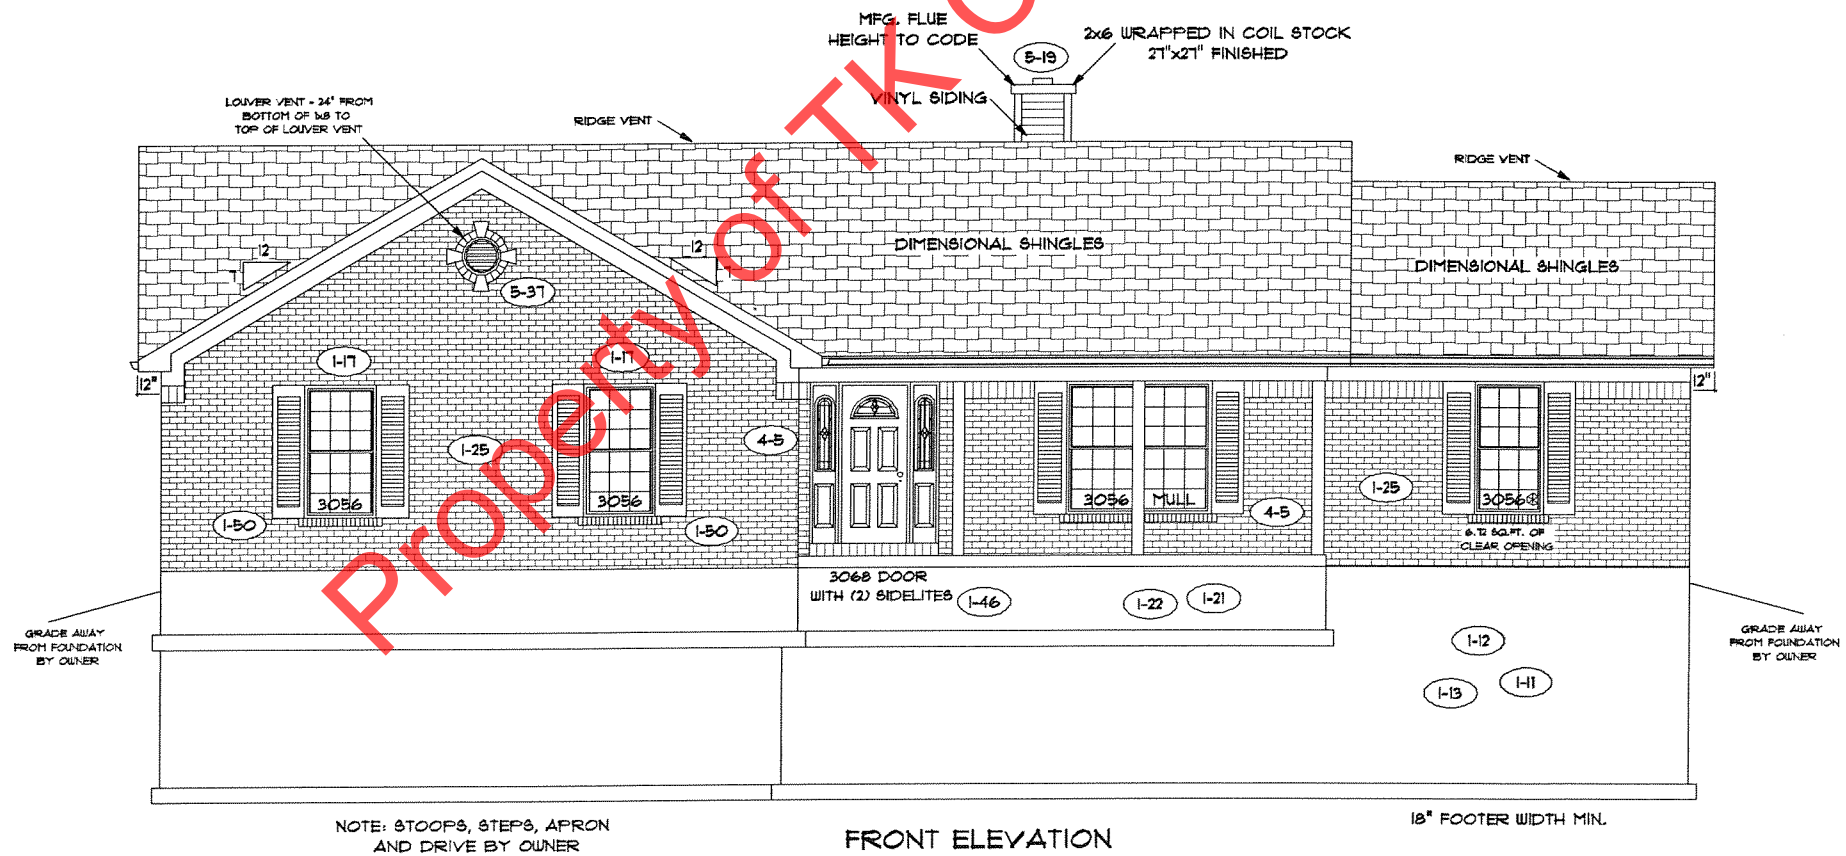 MFG. FLUE
HEIGHT TO CODE
5-19
2x6 WRAPPED IN COIL STOCK
27"x27" FINISHED
VINYL SIDING
LOUVER VENT - 24" FROM
BOTTOM OF
TO
TOP OF LOUVER VENT
RIDGE VENT
RIDGE VENT
12
7
12
7
DIMENSIONAL SHINGLES
DIMENSIONAL SHINGLES
5-37
1-17
1-17
12"
12"
1-25
4-5
1-25
3056
3056
3056 MULL
3056
1-50
1-50
4-5
6.72 SQ.FT. OF
CLEAR OPENING
3068 DOOR
WITH (2) SIDELITES
1-46
1-22
1-21
GRADE AWAY
FROM FOUNDATION
BY OWNER
GRADE AWAY
FROM FOUNDATION
BY OWNER
1-12
1-13
1-11
NOTE: STOOPS, STEPS, APRON
AND DRIVE BY OWNER
FRONT ELEVATION
18" FOOTER WIDTH MIN.
Property of TK